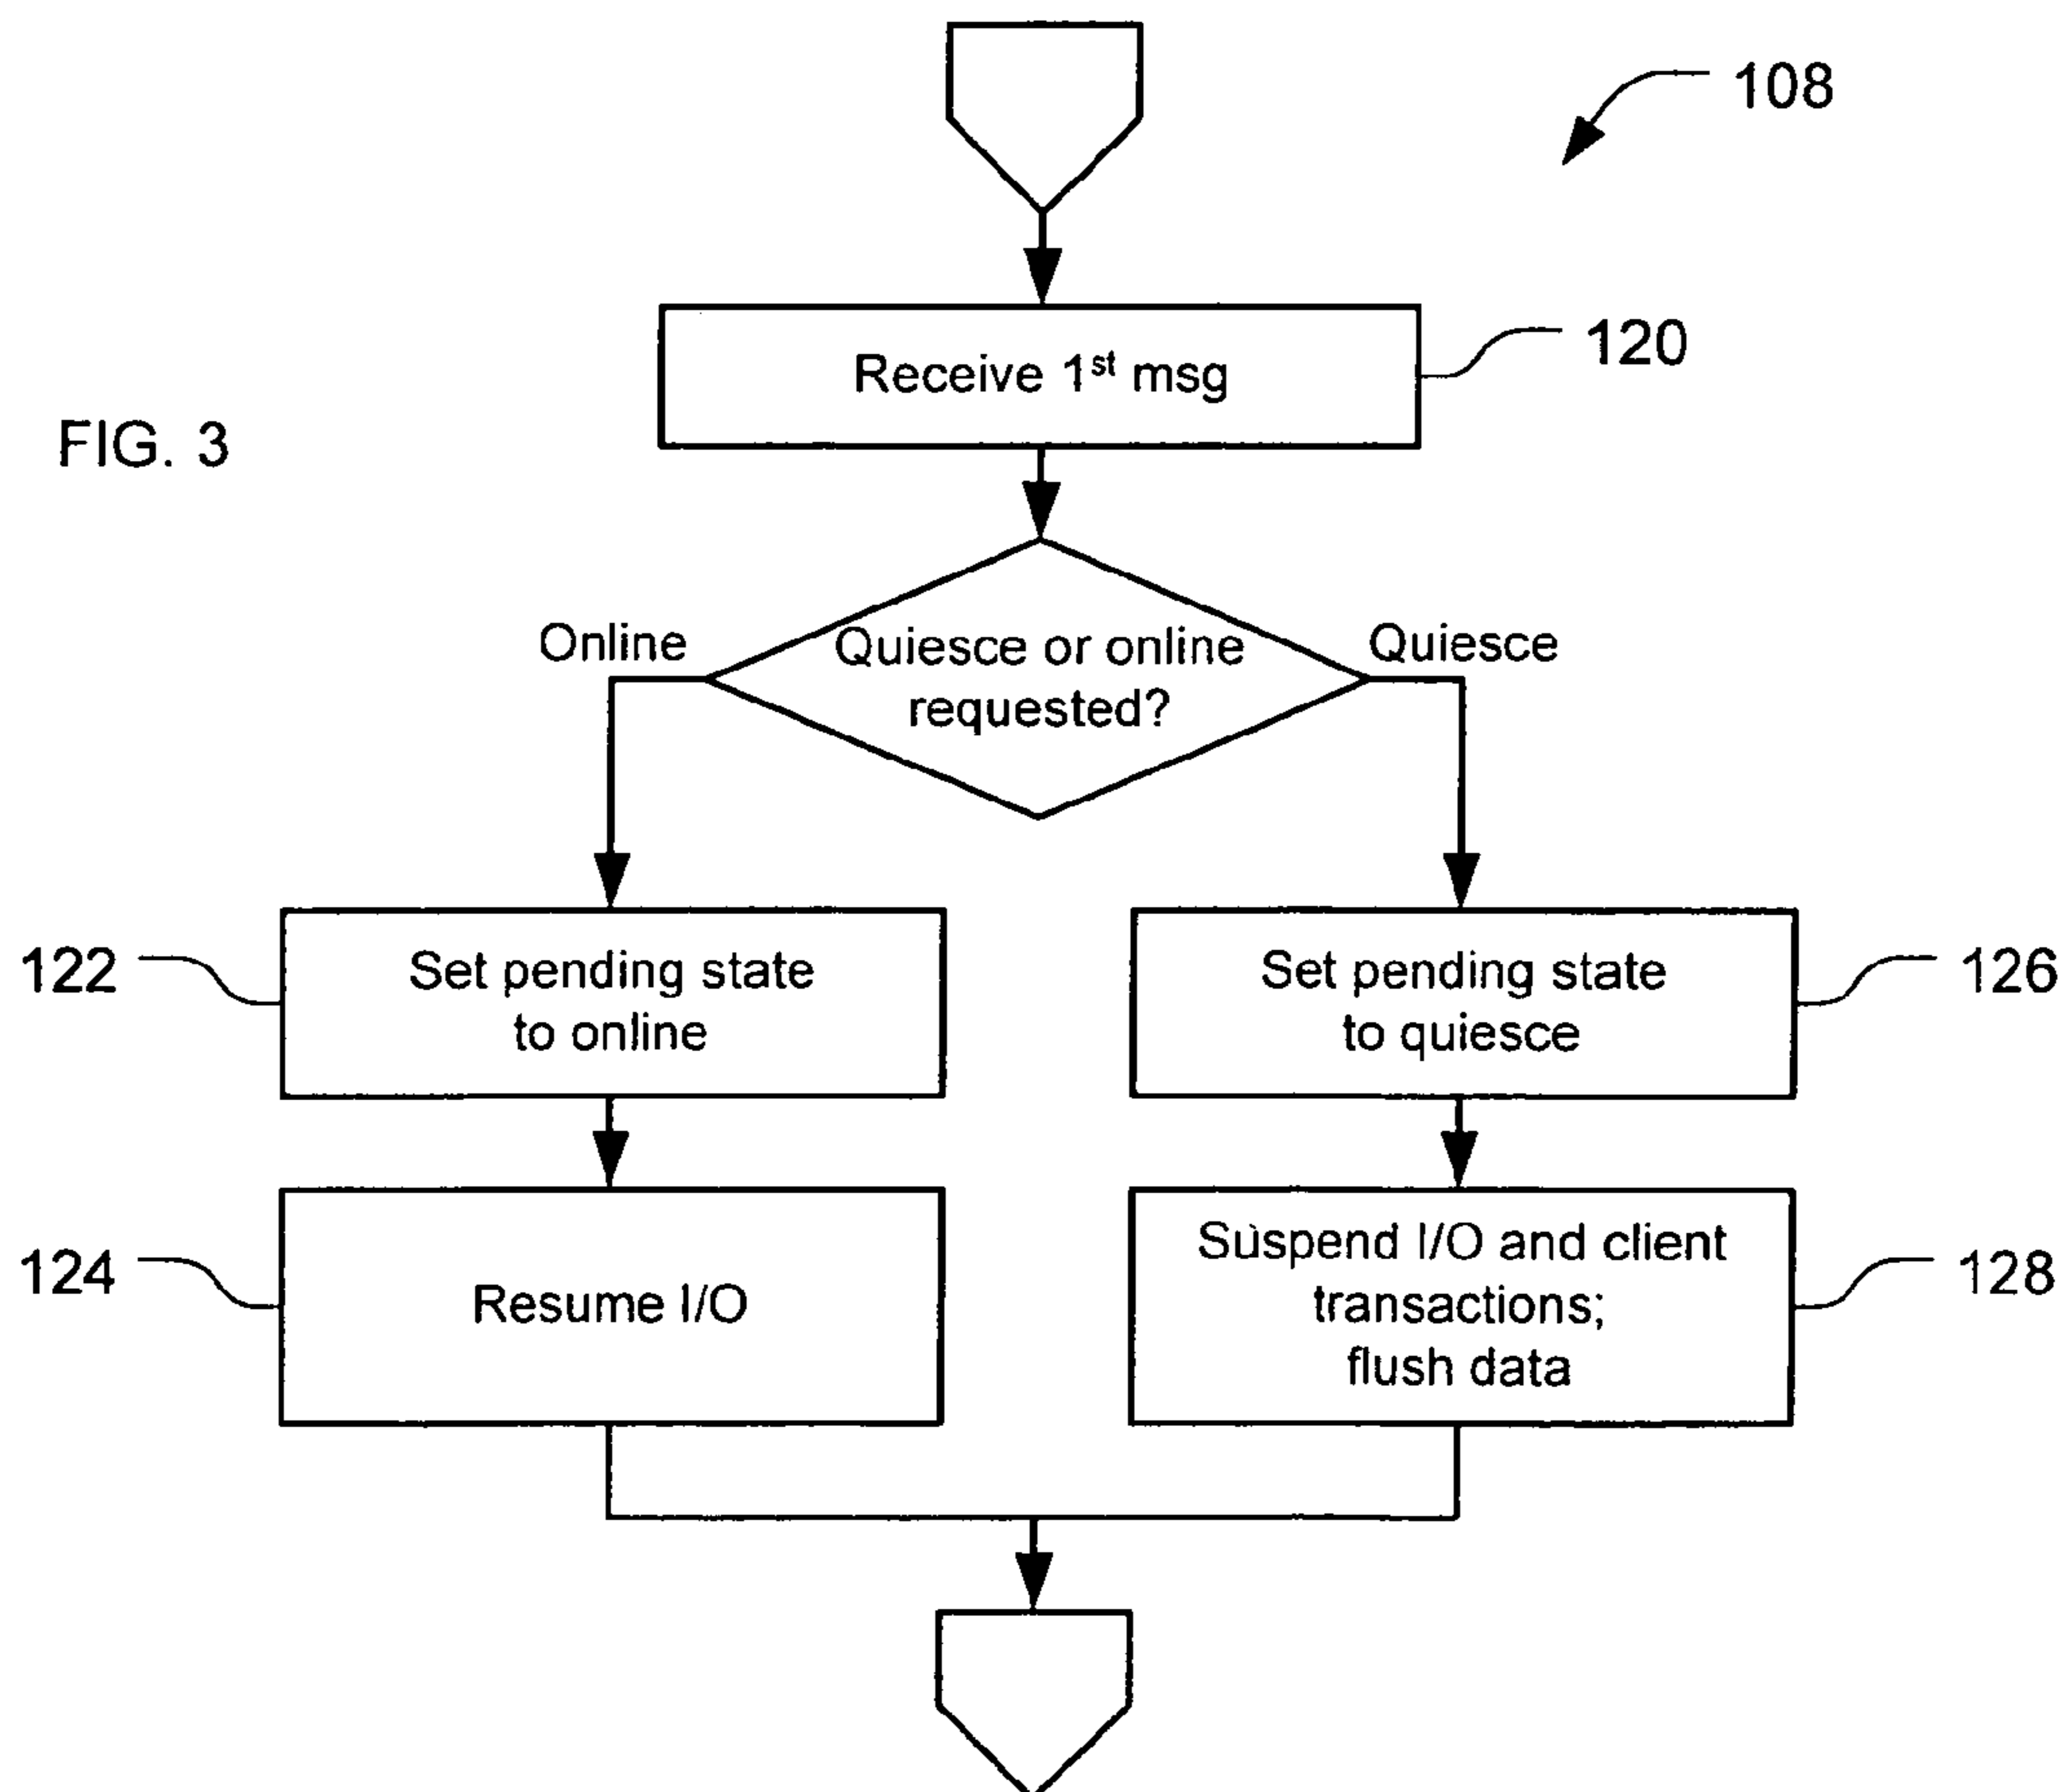 108
Receive 1st msg
120
FIG. 3
Online
Quiesce or online
requested?
Quiesce
122
Set pending state
to online
Set pending state
to quiesce
126
124
Resume I/O
Suspend I/O and client
transactions;
flush data
128